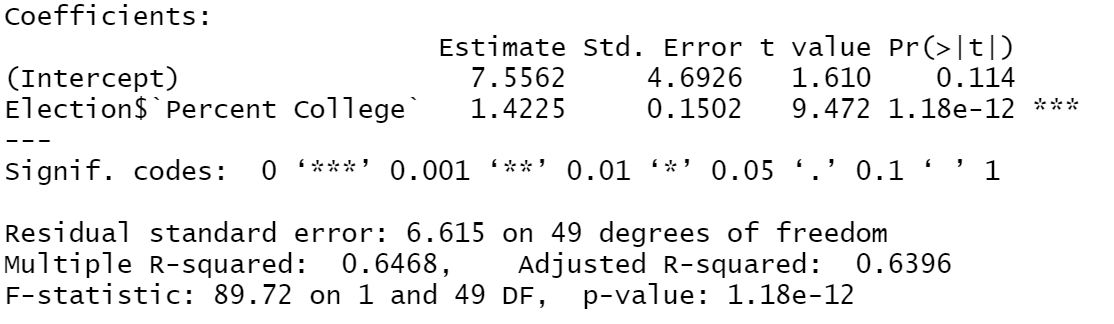 Coefficients:
Estimate Std. Error t value Pr(>|t|)
(Intercept) 7.5562 4.6926 1.610 0.114
Election$`Percent College` 1.4225 0.1502 9.472 1.18e-12 ***
---
Signif. codes: 0 ‘***’ 0.001 ‘**’ 0.01 ‘*’ 0.05 ‘.’ 0.1 ‘ ’ 1
Residual standard error: 6.615 on 49 degrees of freedom
Multiple R-squared: 0.6468, Adjusted R-squared: 0.6396
F-statistic: 89.72 on 1 and 49 DF, p-value: 1.18e-12